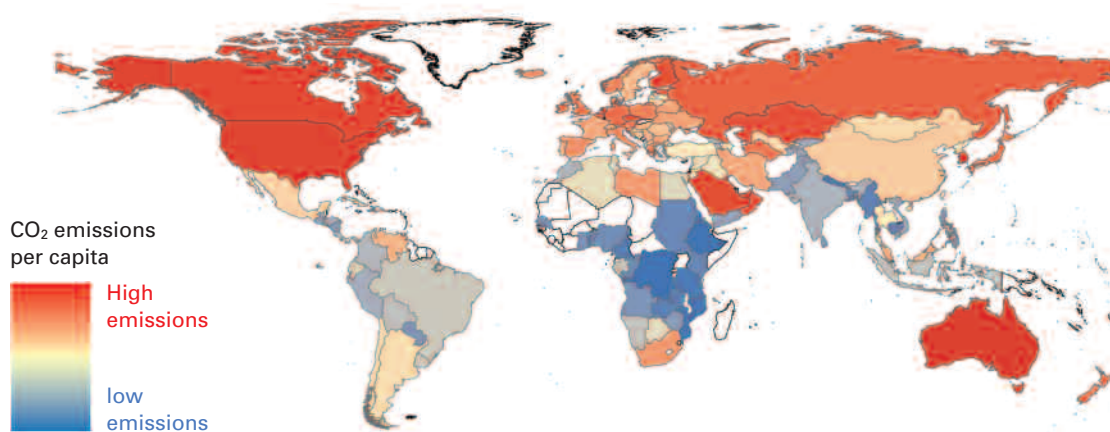 CO₂ emissions
per capita
High
emissions
low
emissions